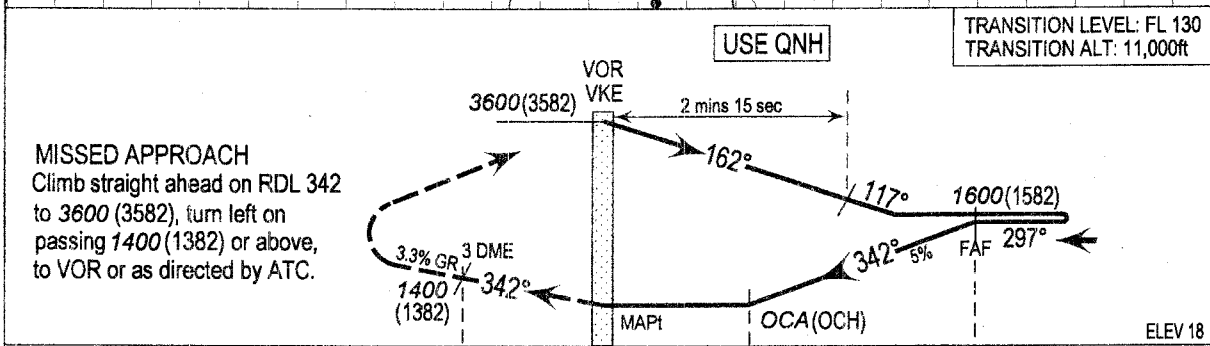 USE QNH
TRANSITION LEVEL: FL 130
TRANSITION ALT: 11,000ft
VOR
VKE
3600(3582)
2 mins 15 sec
MISSED APPROACH
Climb straight ahead on RDL 342
to 3600 (3582), turn left on
passing 1400 (1382) or above,
to VOR or as directed by ATC.
162°
117°
1600(1582)
297°
FAF
342°
5%
3.3% GR
3 DME
1400
(1382)
342°
MAPt
OCA(OCH)
ELEV 18